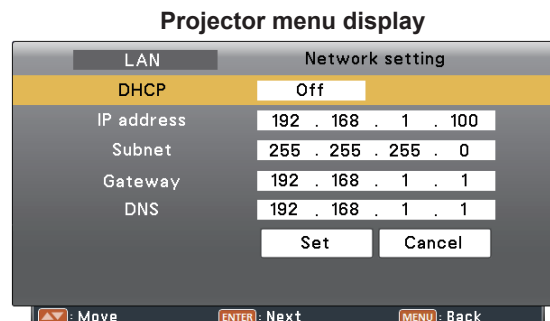 Projector menu display
LAN Network setting
DHCP Off
IP address 192 . 168 . 1 . 100
Subnet 255 . 255 . 255 . 0
Gateway 192 . 168 . 1 . 1
DNS 192 . 168 . 1 . 1
Set Cancel
▲▼ : Move ENTER : Next MENU : Back